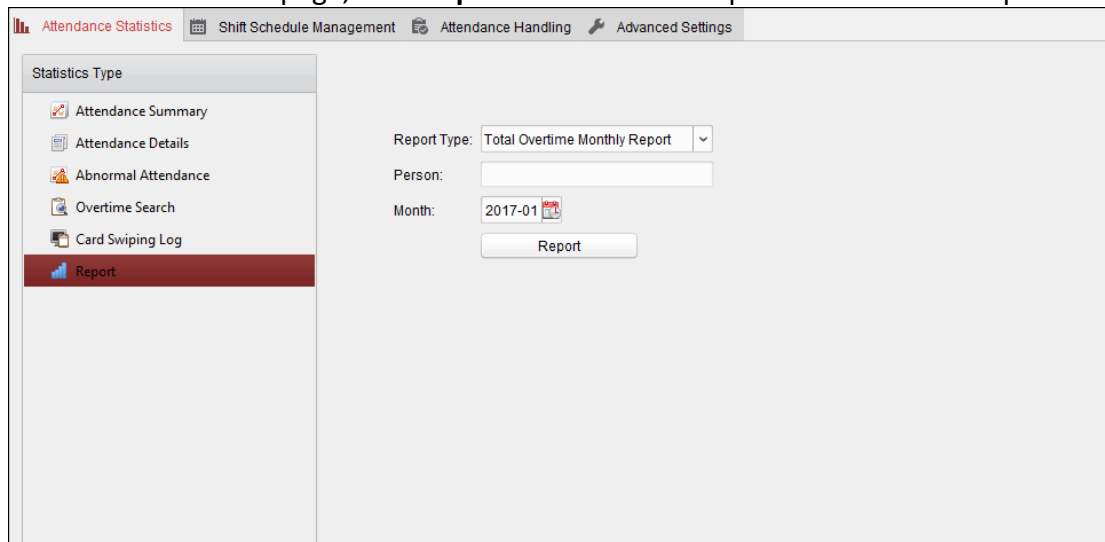 Attendance Statistics Shift Schedule Management Attendance Handling Advanced Settings
Statistics Type
Attendance Summary
Attendance Details
Abnormal Attendance
Overtime Search
Card Swiping Log
Report
Report Type: Total Overtime Monthly Report
Person:
Month: 2017-01
Report